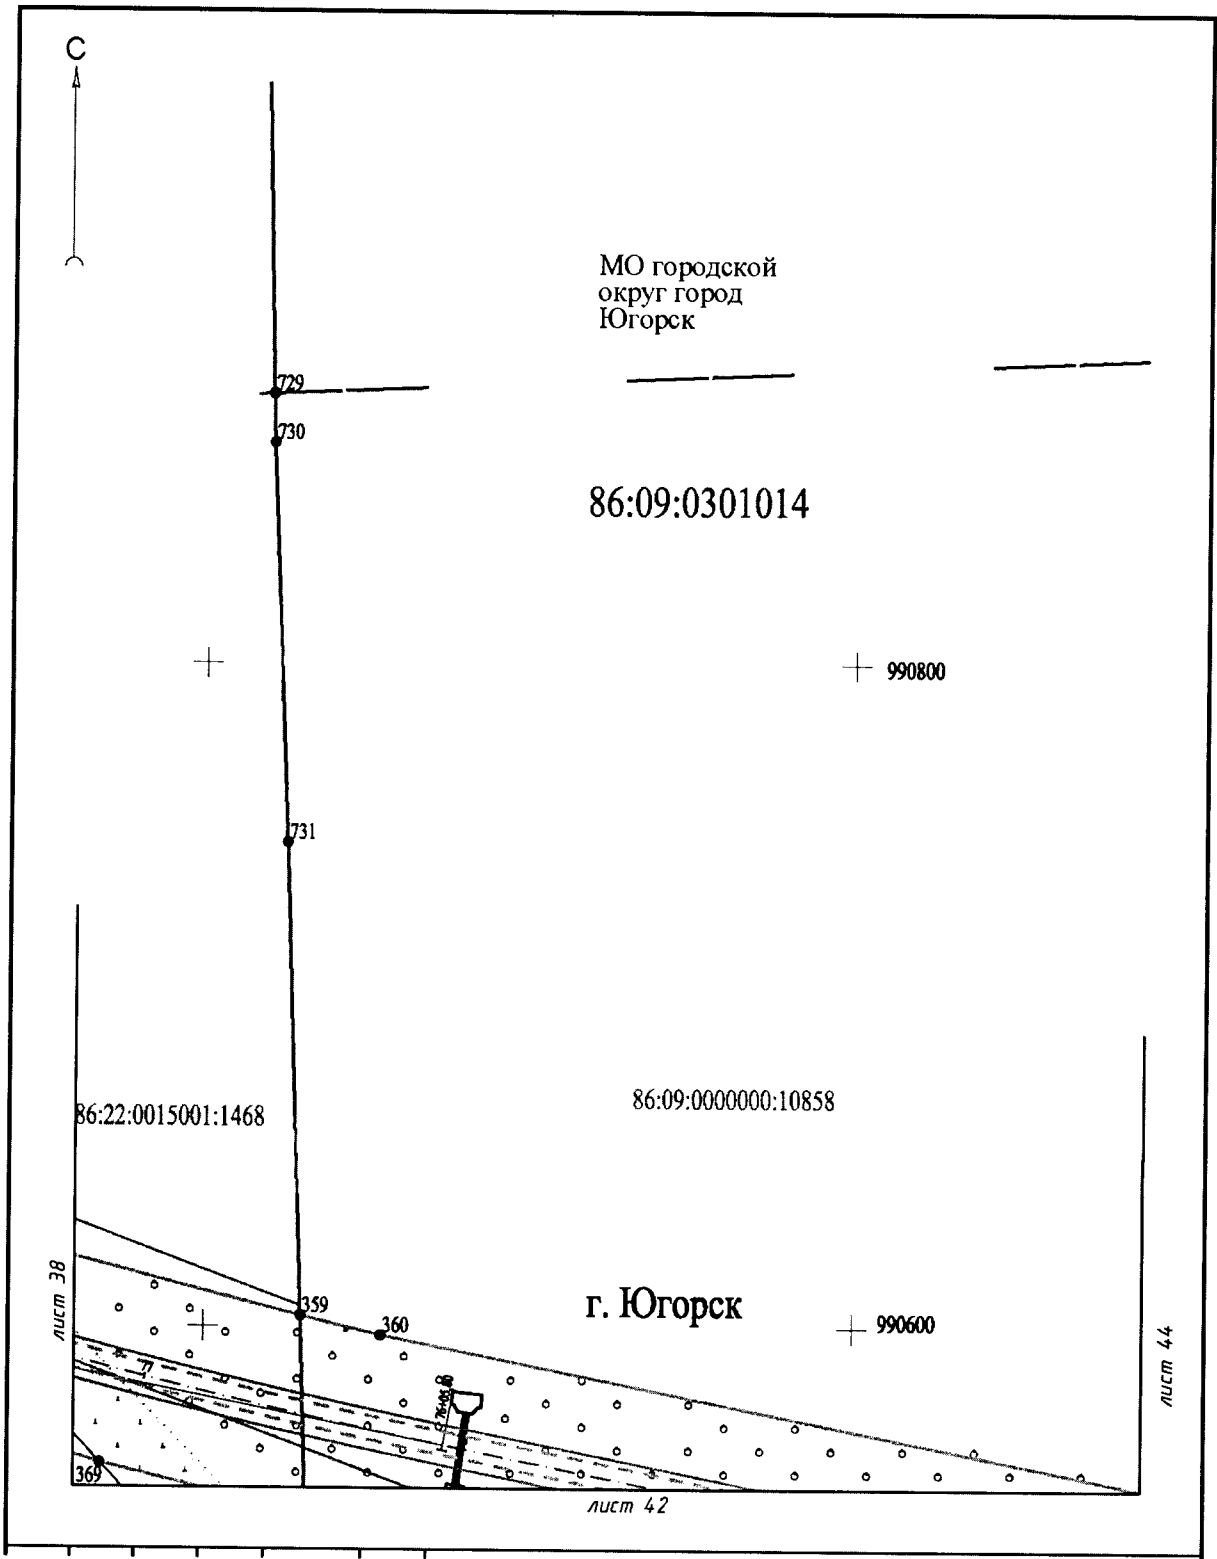 С
МО городской
округ город
Югорск
729
730
86:09:0301014
990800
731
86:22:0015001:1468
86:09:0000000:10858
лист 38
359
360
г. Югорск
990600
лист 44
77
369
лист 42